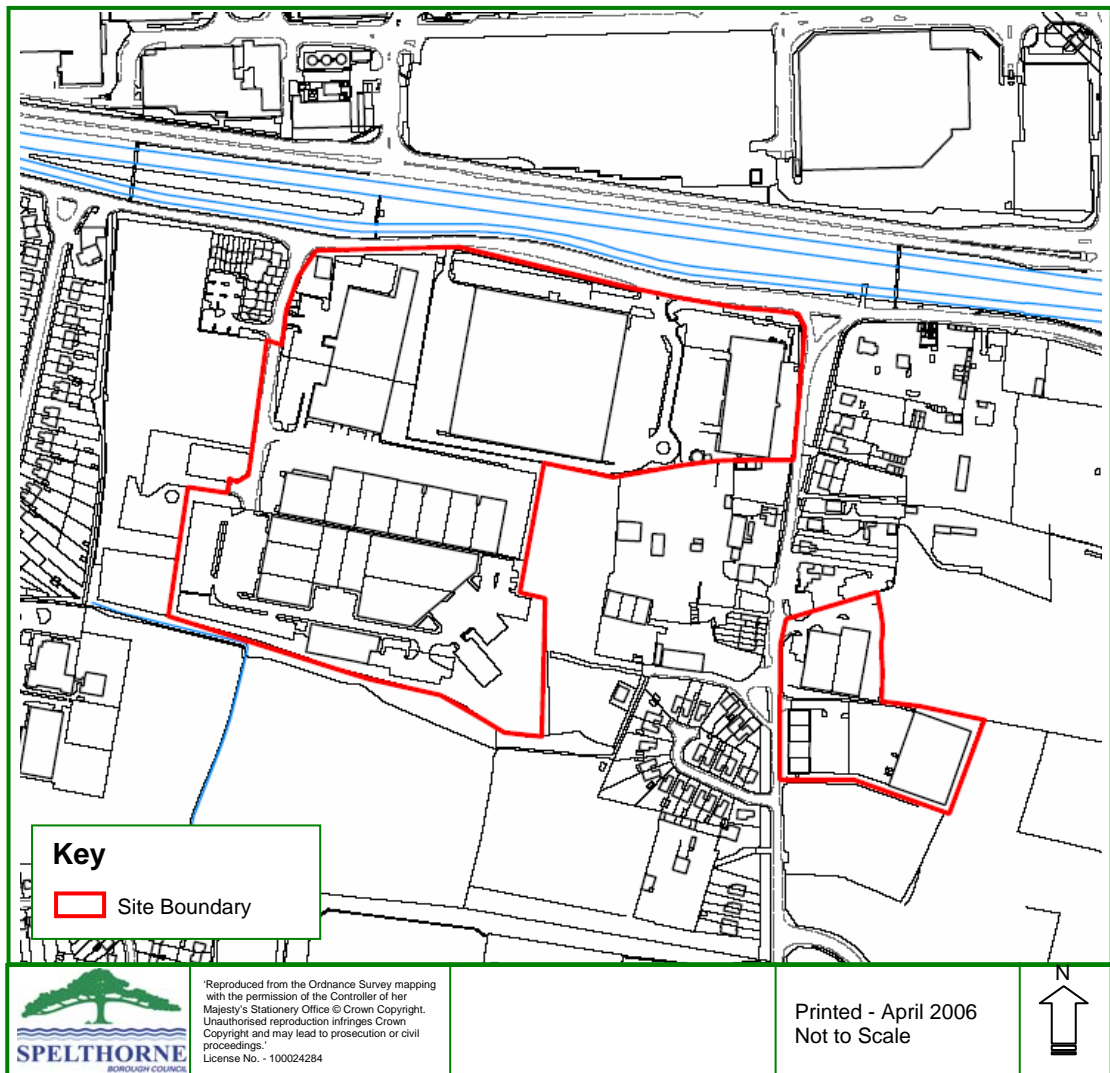 Key
Site Boundary
SPELTHORNE
BOROUGH COUNCIL
'Reproduced from the Ordnance Survey mapping
with the permission of the Controller of her
Majesty's Stationery Office © Crown Copyright.
Unauthorised reproduction infringes Crown
Copyright and may lead to prosecution or civil
proceedings.'
License No. - 100024284
Printed - April 2006
Not to Scale
N